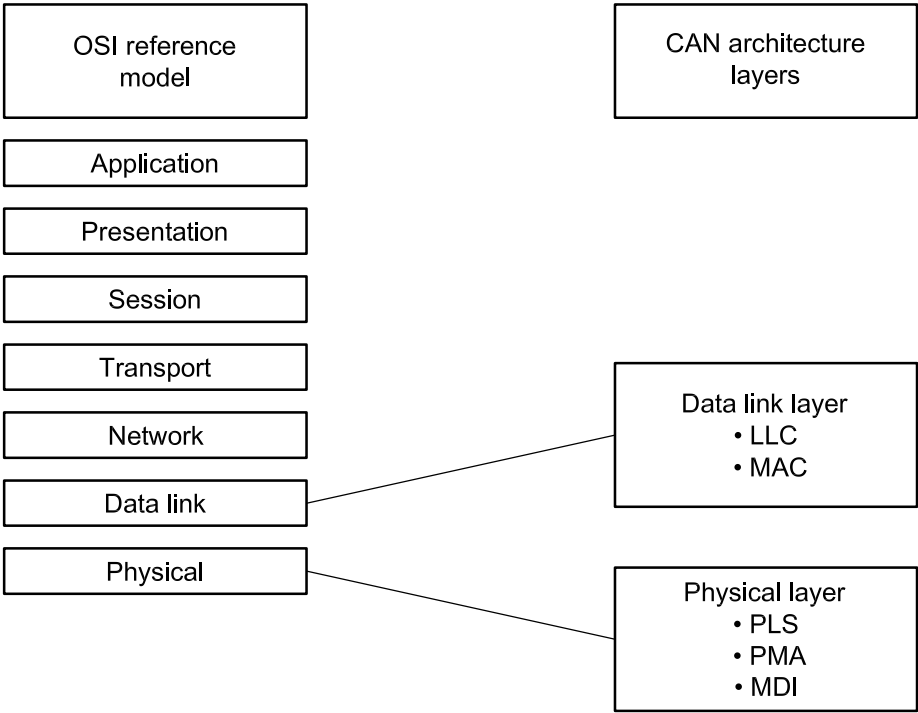 OSI reference
model
CAN architecture
layers
Application
Presentation
Session
Transport
Network
Data link
Physical
Data link layer
• LLC
• MAC
Physical layer
• PLS
• PMA
• MDI